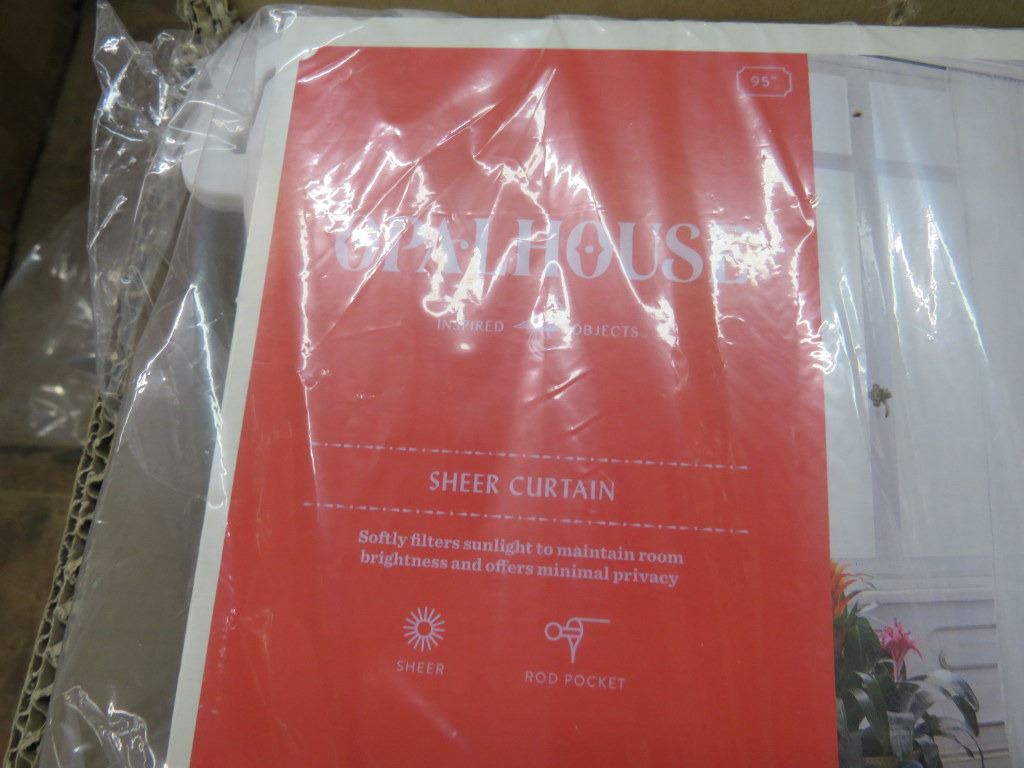 95"
OPALHOUSE
INSPIRED OBJECTS
SHEER CURTAIN
Softly filters sunlight to maintain room
brightness and offers minimal privacy
SHEER
ROD POCKET